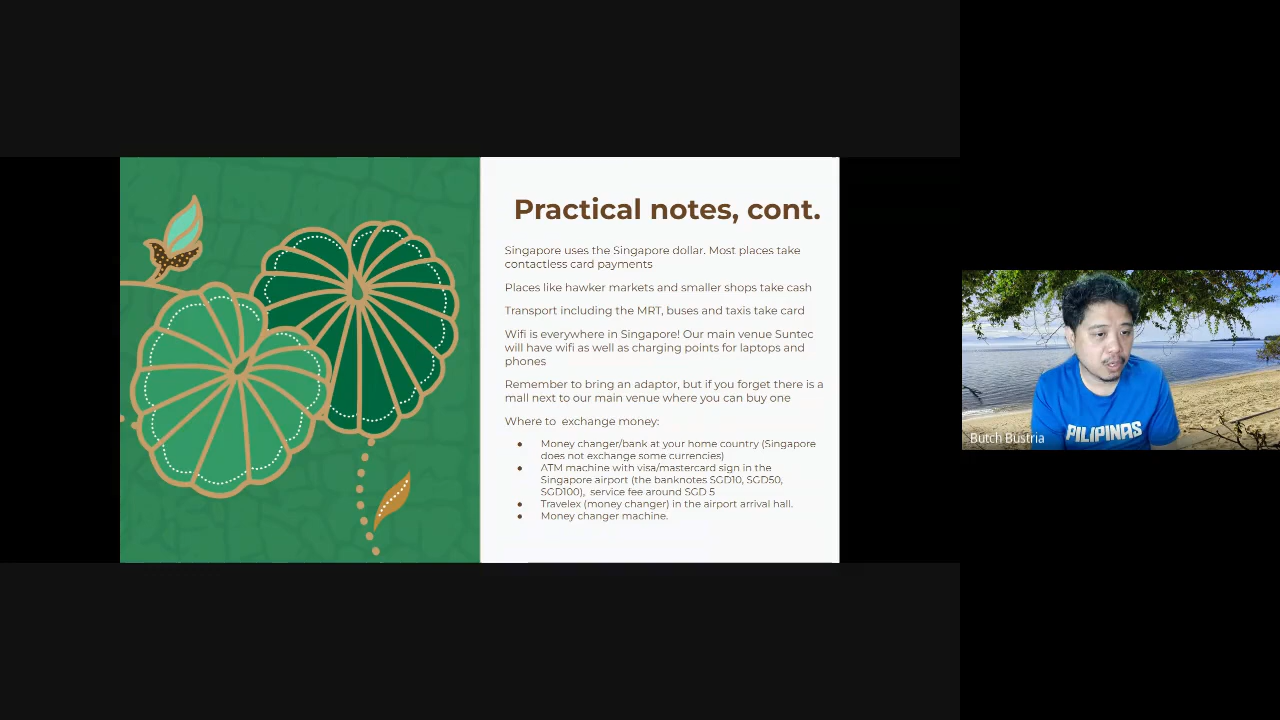 Practical notes, cont.
Singapore uses the Singapore dollar. Most places take
contactless card payments
Places like hawker markets and smaller shops take cash
Transport including the MRT, buses and taxis take card
Wifi is everywhere in Singapore! Our main venue Suntec
will have wifi as well as charging points for laptops and
phones
Remember to bring an adaptor, but if you forget there is a
mall next to our main venue where you can buy one
Where to exchange money:
● Money changer/bank at your home country (Singapore
does not exchange some currencies)
● ATM machine with visa/mastercard sign in the
Singapore airport (the banknotes SGD10, SGD50,
SGD100), service fee around SGD 5
● Travelex (money changer) in the airport arrival hall.
● Money changer machine.
PILIPINAS
Butch Bustria